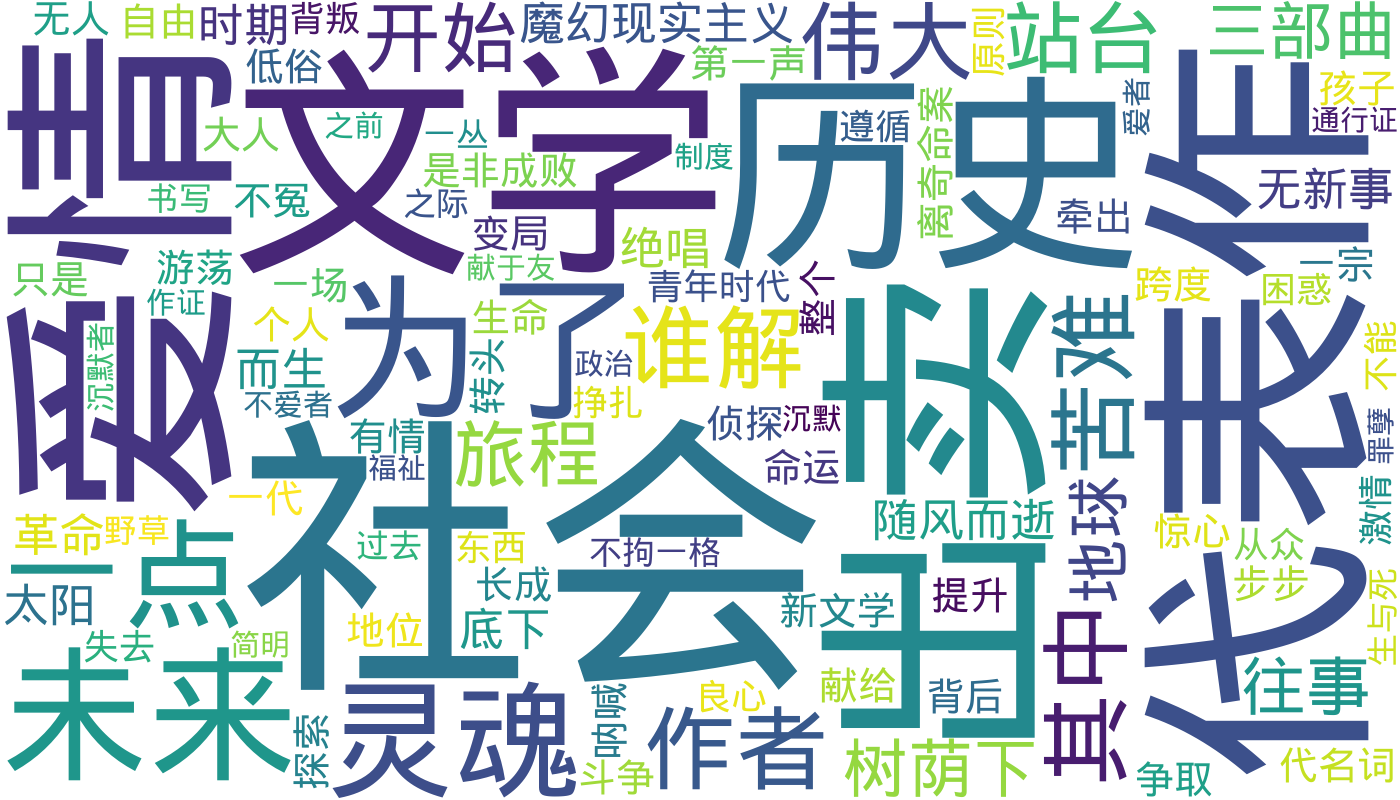 无人
自由
时期
背叛
开始
魔幻现实主义
伟大
原则
站台
三部曲
低俗
第一声
孩子
通行证
爱情
文学
历史
代表作
大人
之前
一丛
是非成败
制度
遵循
离奇命案
爱者
书写
不冤
之际
变局
绝唱
牵出
无新事
只是
游荡
作证
一场
献于友
青年时代
整个
一宗
跨度
困惑
沉默者
个人
生命
为了
谁解
卖出
苦难
不能
而生
转头
政治
不爱者
挣扎
侦探
沉默
罪孽
有情
福祉
旅程
命运
社会
一代
随风而逝
地球
激情
革命
野草
一点
过去
东西
不拘一格
惊心
从众
太阳
长成
提升
步步
生与死
地位
底下
新文学
其中
失去
简明
未来
灵魂
呐喊
良心
献给
背后
往事
探索
作者
斗争
树荫下
争取
代名词